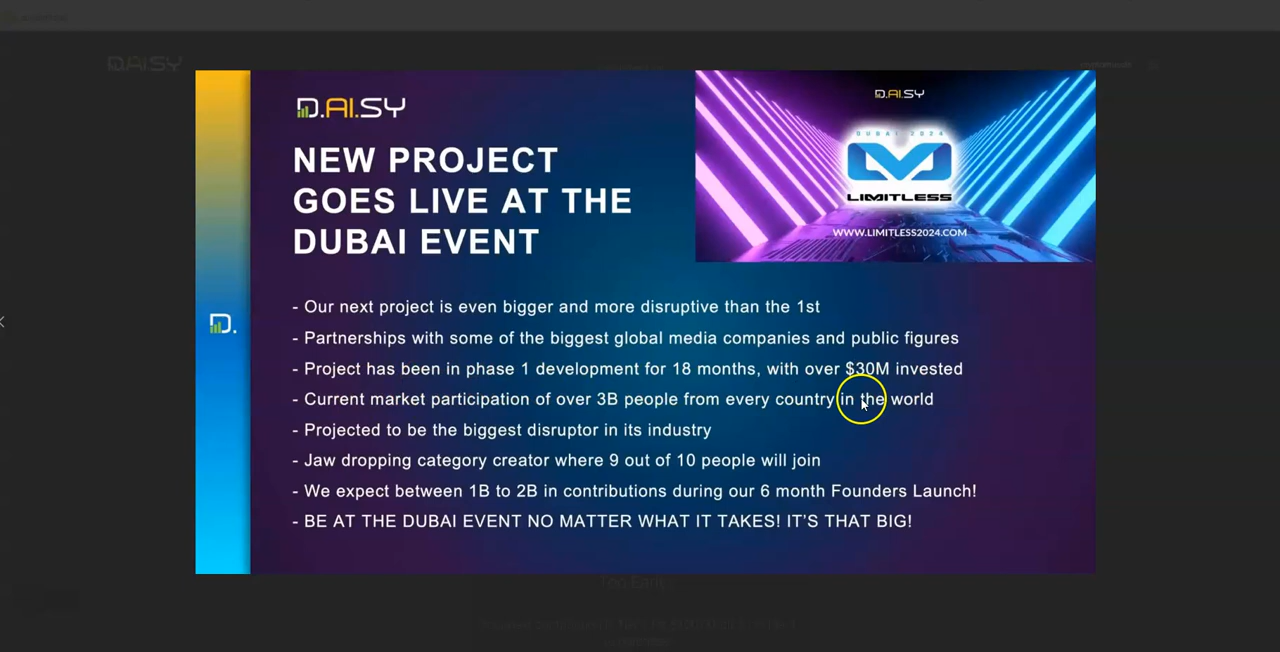 D.AI.SY
D.AI.SY
NEW PROJECT
GOES LIVE AT THE
DUBAI EVENT
D.AI.SY
DUBAI 2024
LIMITLESS
WWW.LIMITLESS2024.COM
D.
- Our next project is even bigger and more disruptive than the 1st
- Partnerships with some of the biggest global media companies and public figures
- Project has been in phase 1 development for 18 months, with over $30M invested
- Current market participation of over 3B people from every country in the world
- Projected to be the biggest disruptor in its industry
- Jaw dropping category creator where 9 out of 10 people will join
- We expect between 1B to 2B in contributions during our 6 month Founders Launch!
- BE AT THE DUBAI EVENT NO MATTER WHAT IT TAKES! IT'S THAT BIG!